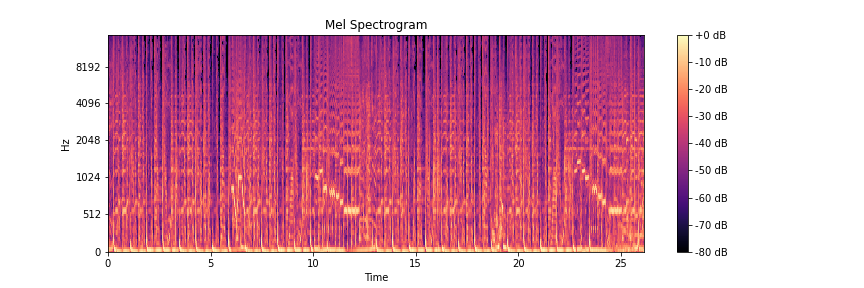 Mel Spectrogram
Hz
8192
4096
2048
1024
512
0
0 5 10 15 20 25
Time
+0 dB
-10 dB
-20 dB
-30 dB
-40 dB
-50 dB
-60 dB
-70 dB
-80 dB